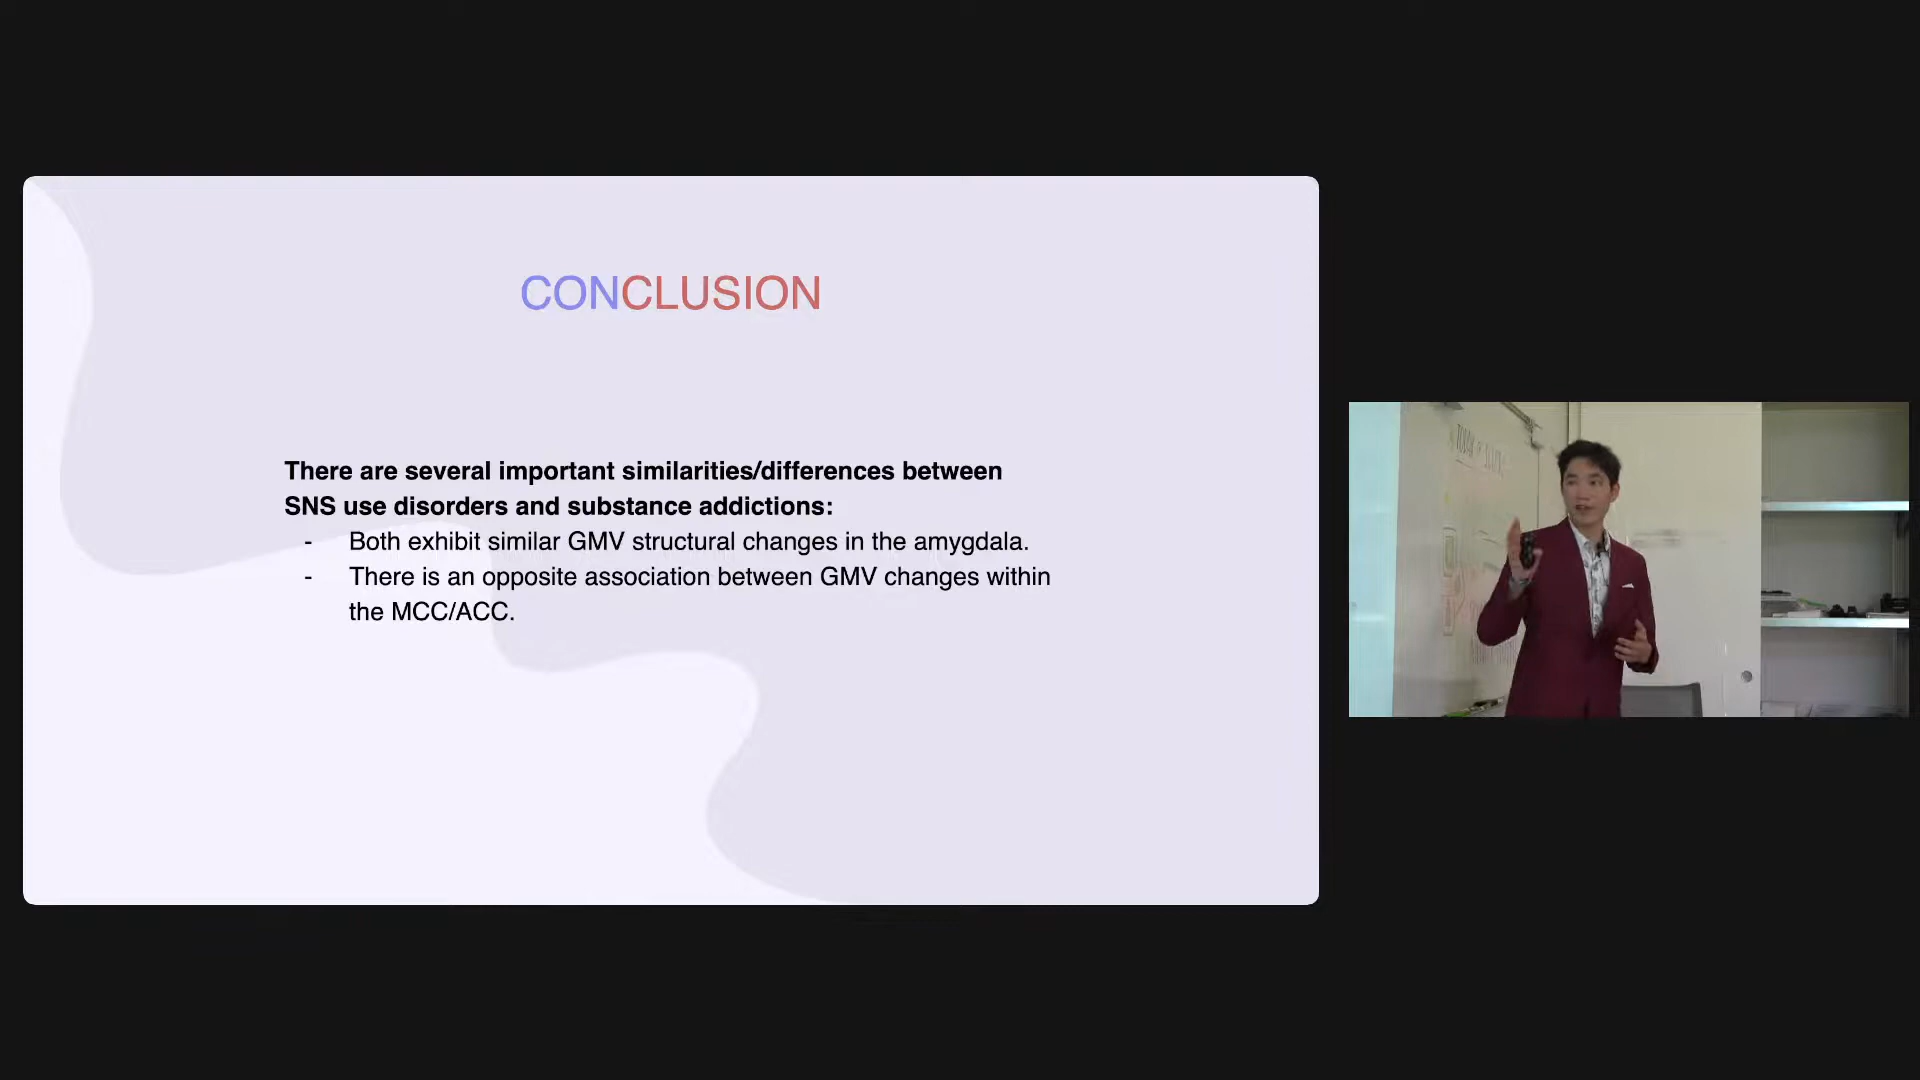 CONCLUSION
There are several important similarities/differences between
SNS use disorders and substance addictions:
- Both exhibit similar GMV structural changes in the amygdala.
- There is an opposite association between GMV changes within
the MCC/ACC.